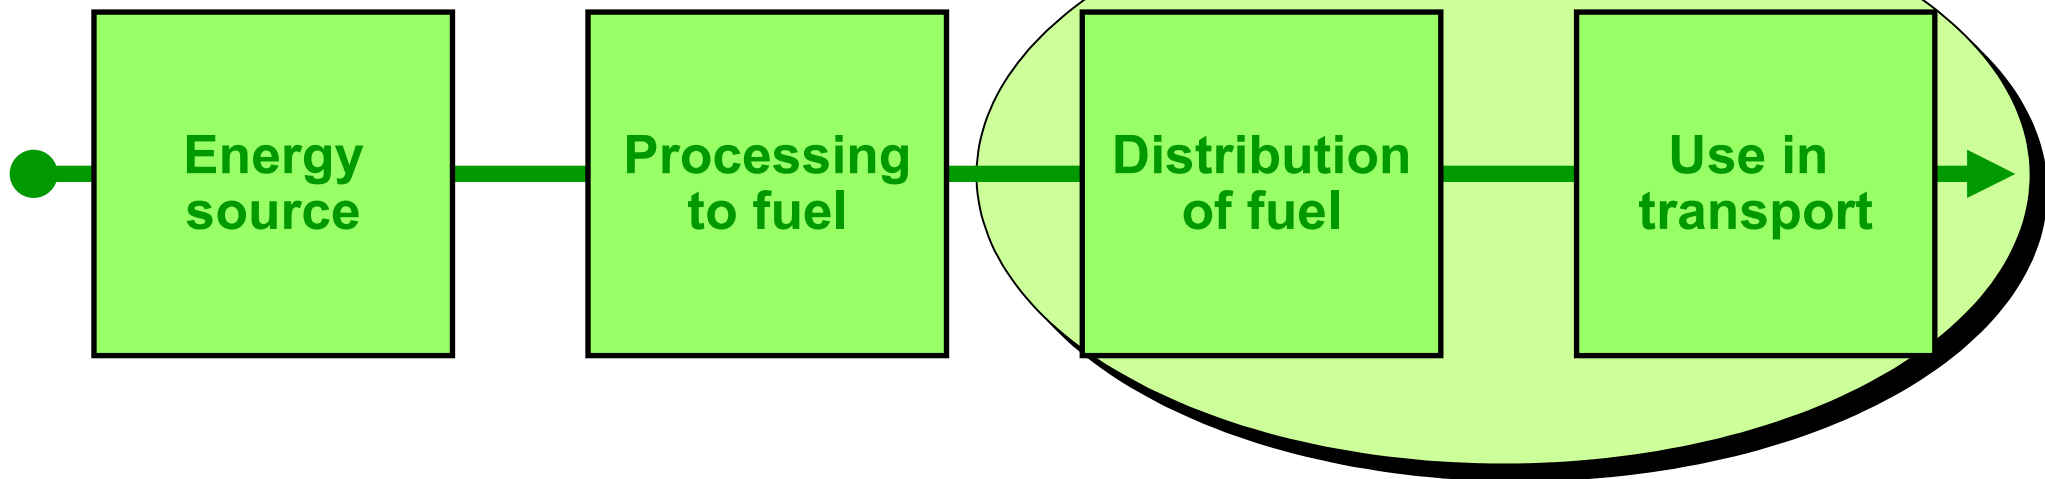 Energy
source
Processing
to fuel
Distribution
of fuel
Use in
transport